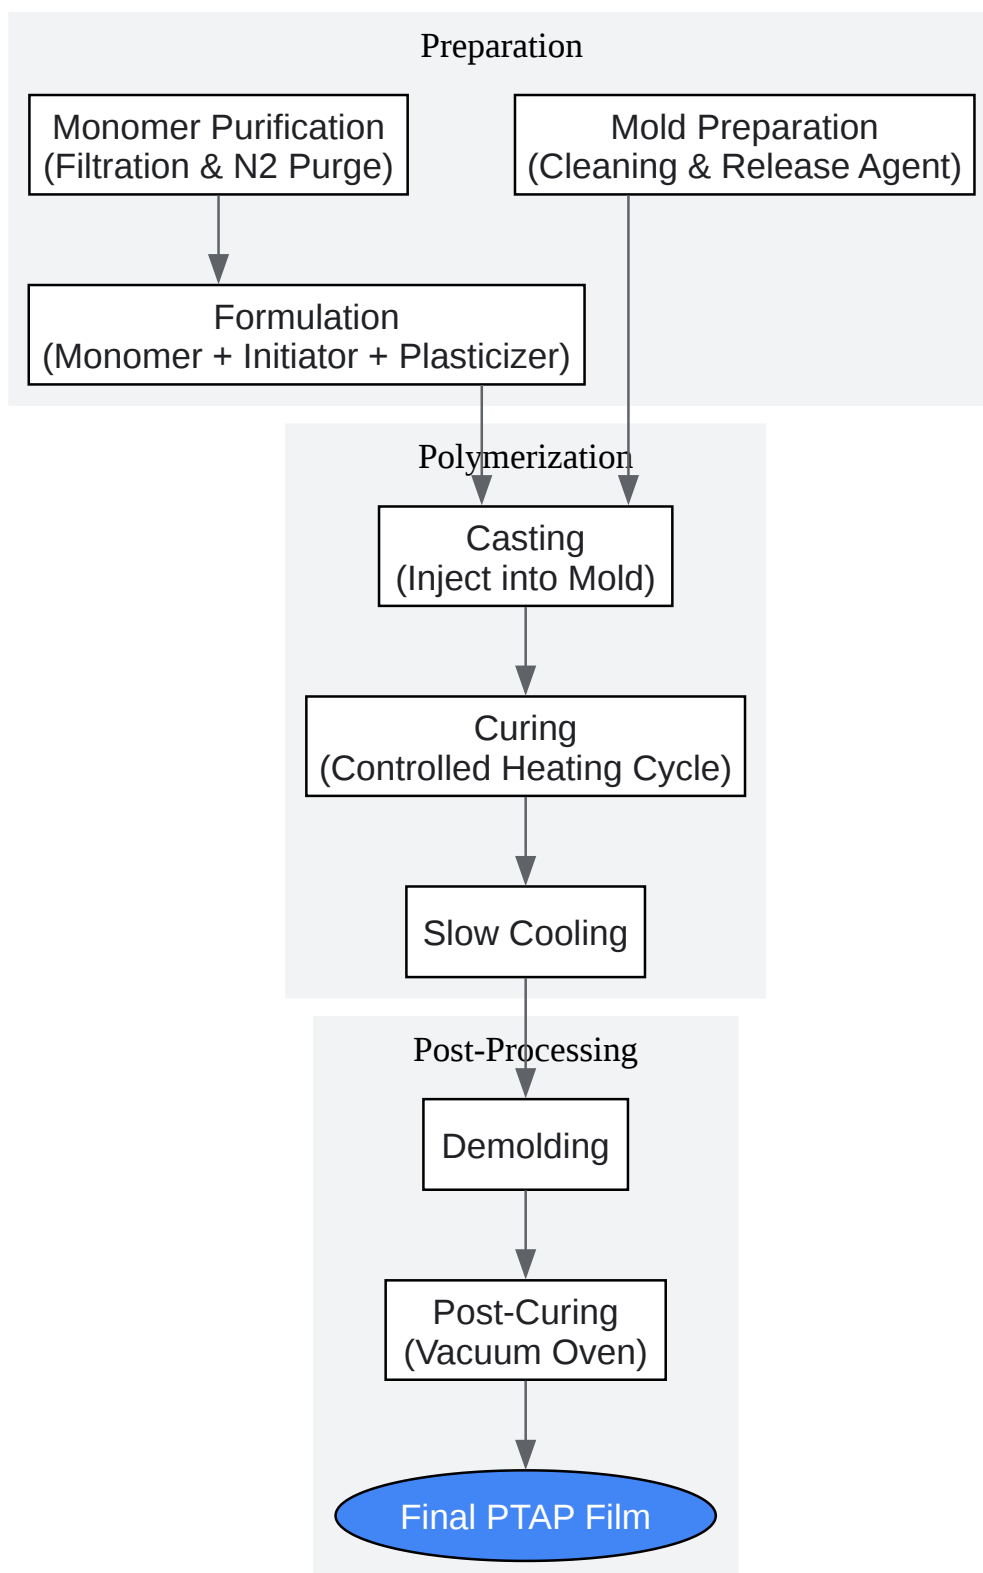 Preparation
Monomer Purification
(Filtration & N2 Purge)
Mold Preparation
(Cleaning & Release Agent)
Formulation
(Monomer + Initiator + Plasticizer)
Polymerization
Casting
(Inject into Mold)
Curing
(Controlled Heating Cycle)
Slow Cooling
Post-Processing
Demolding
Post-Curing
(Vacuum Oven)
Final PTAP Film